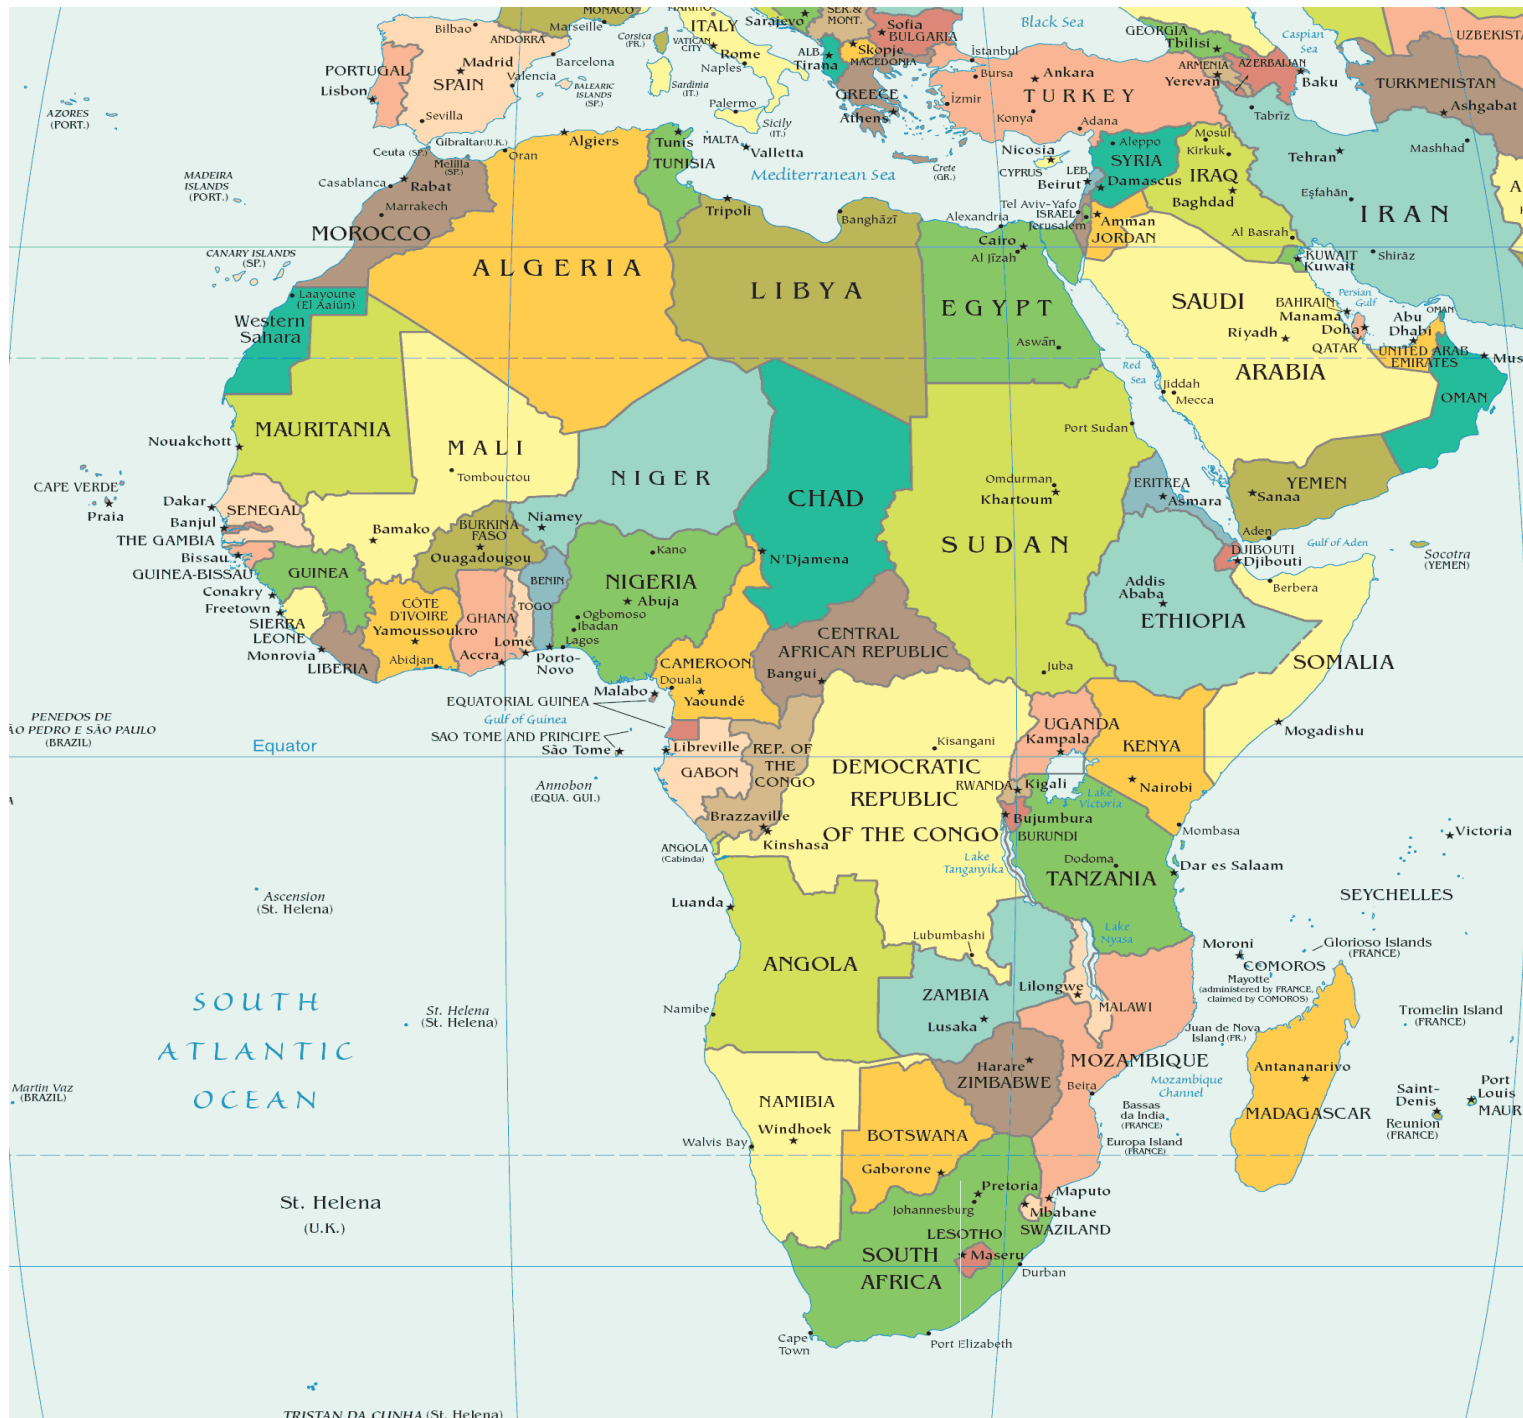 MONACO
Marseille
Bilbao
ANDORRA
Corsica
(FR.)
VATICAN
CITY
ITALY
Rome
Naples
Sarajevo
SER.&
MONT.
Sofia
BULGARIA
Skopje
MACEDONIA
ALB.
Tirana
Black Sea
GEORGIA
Tbilisi
Caspian
Sea
UZBEKISTA
PORTUGAL
Lisbon
Madrid
SPAIN
Barcelona
Valencia
BALEARIC
ISLANDS
(SP.)
Sardinia
(IT.)
Palermo
Sicily
(IT.)
GREECE
Athens
İstanbul
Bursa
İzmir
Ankara
TURKEY
Konya
Adana
ARMENIA
Yerevan
AZERBAIJAN
Baku
TURKMENISTAN
Ashgabat
AZORES
(PORT.)
Sevilla
Gibraltar(U.K.)
Ceuta (SP.)
Melilla
(SP.)
Oran
Algiers
Tunis
TUNISIA
MALTA
Valletta
Mediterranean Sea
Crete
(GR.)
Nicosia
CYPRUS
Aleppo
SYRIA
LEB.
Beirut
Damascus
Mosul
Kirkuk
IRAQ
Baghdad
Tabrīz
Tehran
Mashhad
Eşfahān
IRAN
MADEIRA
ISLANDS
(PORT.)
Casablanca
Rabat
Marrakech
MOROCCO
Tripoli
Banghāzī
Alexandria
Tel Aviv-Yafo
ISRAEL
Jerusalem
Amman
JORDAN
Cairo
Al Jīzah
Al Basrah
KUWAIT
Kuwait
Shirāz
CANARY ISLANDS
(SP.)
ALGERIA
LIBYA
EGYPT
Aswān
Laayoune
(El Aaiún)
Western
Sahara
SAUDI
ARABIA
Riyadh
BAHRAIN
Manama
Persian
Gulf
Doha
QATAR
Abu
Dhabi
OMAN
UNITED ARAB
EMIRATES
Mus
OMAN
Red
Sea
Jiddah
Mecca
MAURITANIA
Nouakchott
MALI
Tombouctou
NIGER
CHAD
Port Sudan
Omdurman
Khartoum
SUDAN
ERITREA
Asmara
YEMEN
Sanaa
Aden
Gulf of Aden
Socotra
(YEMEN)
CAPE VERDE
Praia
Dakar
SENEGAL
Banjul
THE GAMBIA
Bissau
GUINEA-BISSAU
Bamako
BURKINA
FASO
Ouagadougou
Niamey
Kano
N'Djamena
DJIBOUTI
Djibouti
Berbera
GUINEA
Conakry
Freetown
SIERRA
LEONE
Monrovia
LIBERIA
CÔTE
D'IVOIRE
Yamoussoukro
Abidjan
GHANA
Accra
TOGO
Lomé
BENIN
Porto-
Novo
NIGERIA
Abuja
Ogbomoso
Ibadan
Lagos
Addis
Ababa
ETHIOPIA
SOMALIA
CENTRAL
AFRICAN REPUBLIC
Bangui
Juba
CAMEROON
Douala
Yaoundé
Malabo
EQUATORIAL GUINEA
Gulf of Guinea
SAO TOME AND PRINCIPE
São Tome
PENEDOS DE
ÃO PEDRO E SÃO PAULO
(BRAZIL)
Equator
Annobon
(EQUA. GUI.)
Libreville
GABON
REP. OF
THE
CONGO
Brazzaville
Kisangani
DEMOCRATIC
REPUBLIC
OF THE CONGO
Kinshasa
ANGOLA
(Cabinda)
UGANDA
Kampala
KENYA
Nairobi
Mogadishu
RWANDA
Kigali
Lake
Victoria
Bujumbura
BURUNDI
Mombasa
Lake
Tanganyika
Dodoma
TANZANIA
Dar es Salaam
Victoria
SEYCHELLES
Ascension
(St. Helena)
Luanda
ANGOLA
Lubumbashi
Lake
Nyasa
Moroni
COMOROS
Glorioso Islands
(FRANCE)
Mayotte
(administered by FRANCE,
claimed by COMOROS)
SOUTH
ATLANTIC
OCEAN
St. Helena
(St. Helena)
Namibe
ZAMBIA
Lusaka
Lilongwe
MALAWI
Juan de Nova
Island (FR.)
Tromelin Island
(FRANCE)
Martin Vaz
(BRAZIL)
Harare
ZIMBABWE
MOZAMBIQUE
Beira
Mozambique
Channel
Antananarivo
MADAGASCAR
Saint-
Denis
Reunion
(FRANCE)
Port
Louis
MAUR
NAMIBIA
Windhoek
Walvis Bay
BOTSWANA
Gaborone
Bassas
da India
(FRANCE)
Europa Island
(FRANCE)
St. Helena
(U.K.)
Pretoria
Johannesburg
Maputo
Mbabane
SWAZILAND
LESOTHO
Maseru
SOUTH
AFRICA
Durban
Cape
Town
Port Elizabeth
TRISTAN DA CUNHA (St. Helena)